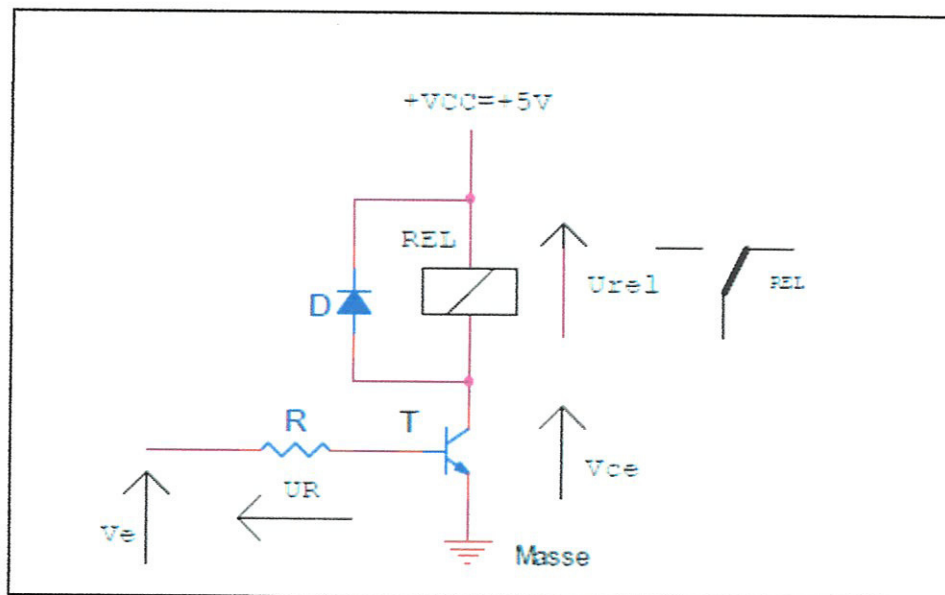 +VCC=+5V
REL
Urel
REL
D
R
T
UR
Vce
Ve
Masse